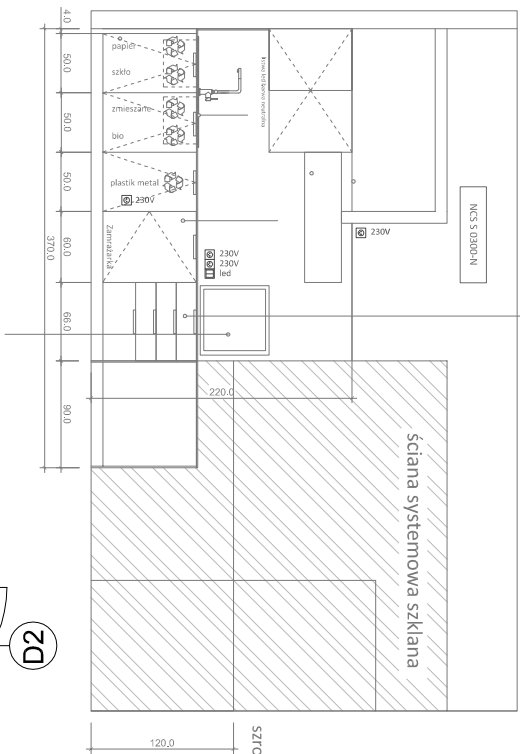 4.0
50.0
50.0
50.0
60.0
66.0
90.0
370.0
papier
szkło
zmieszane
bio
plastik metal
230V
Zamrażarka
230V
230V
led
230V
NCS S 0300-N
220.0
ściana systemowa szklana
D2
120.0